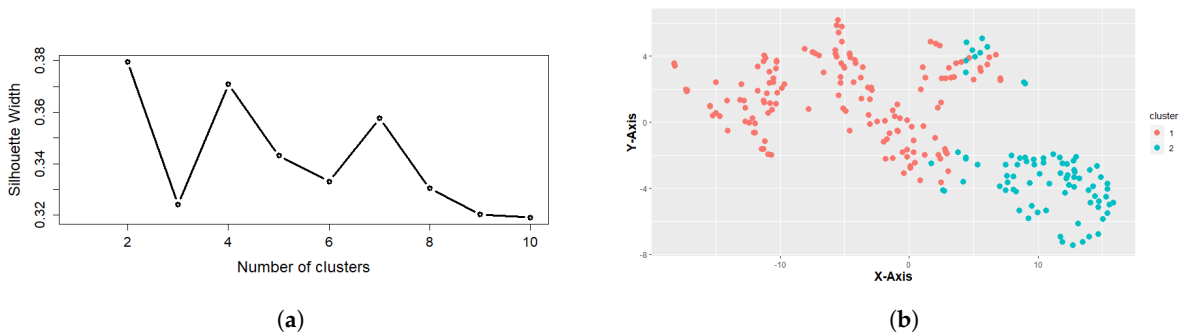 Silhouette Width
0.38
0.36
0.34
0.32
2 4 6 8 10
Number of clusters
(a)
Y-Axis
4
0
-4
-8
-10 0 10
X-Axis
cluster
1
2
(b)